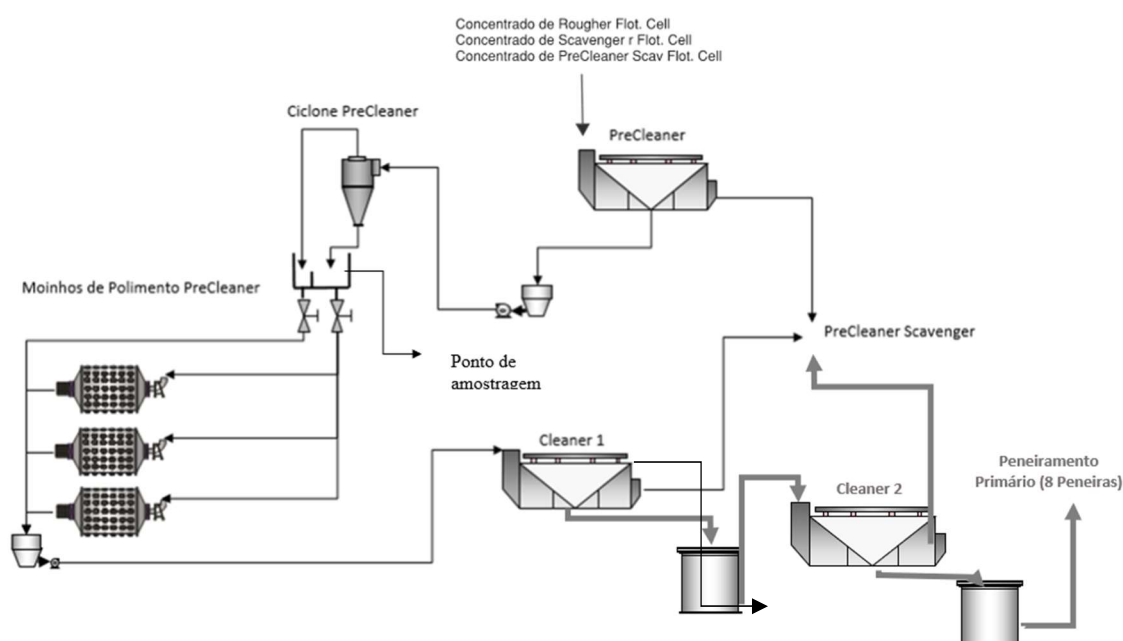 Concentrado de Rougher Flot. Cell
Concentrado de Scavenger r Flot. Cell
Concentrado de PreCleaner Scav Flot. Cell
Ciclone PreCleaner
PreCleaner
Moinhos de Polimento PreCleaner
PreCleaner Scavenger
Ponto de
amostragem
Cleaner 1
Peneiramento
Primário (8 Peneiras)
Cleaner 2